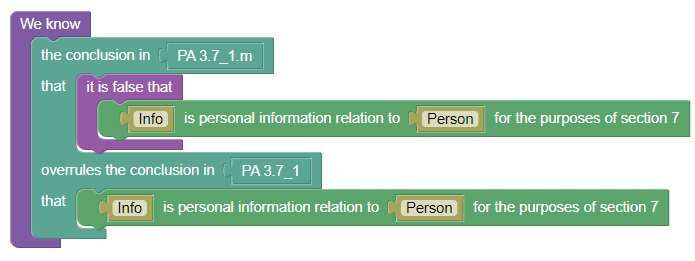 We know
the conclusion in PA 3.7_1.m
that it is false that
Info is personal information relation to Person for the purposes of section 7
overrules the conclusion in PA 3.7_1
that Info is personal information relation to Person for the purposes of section 7